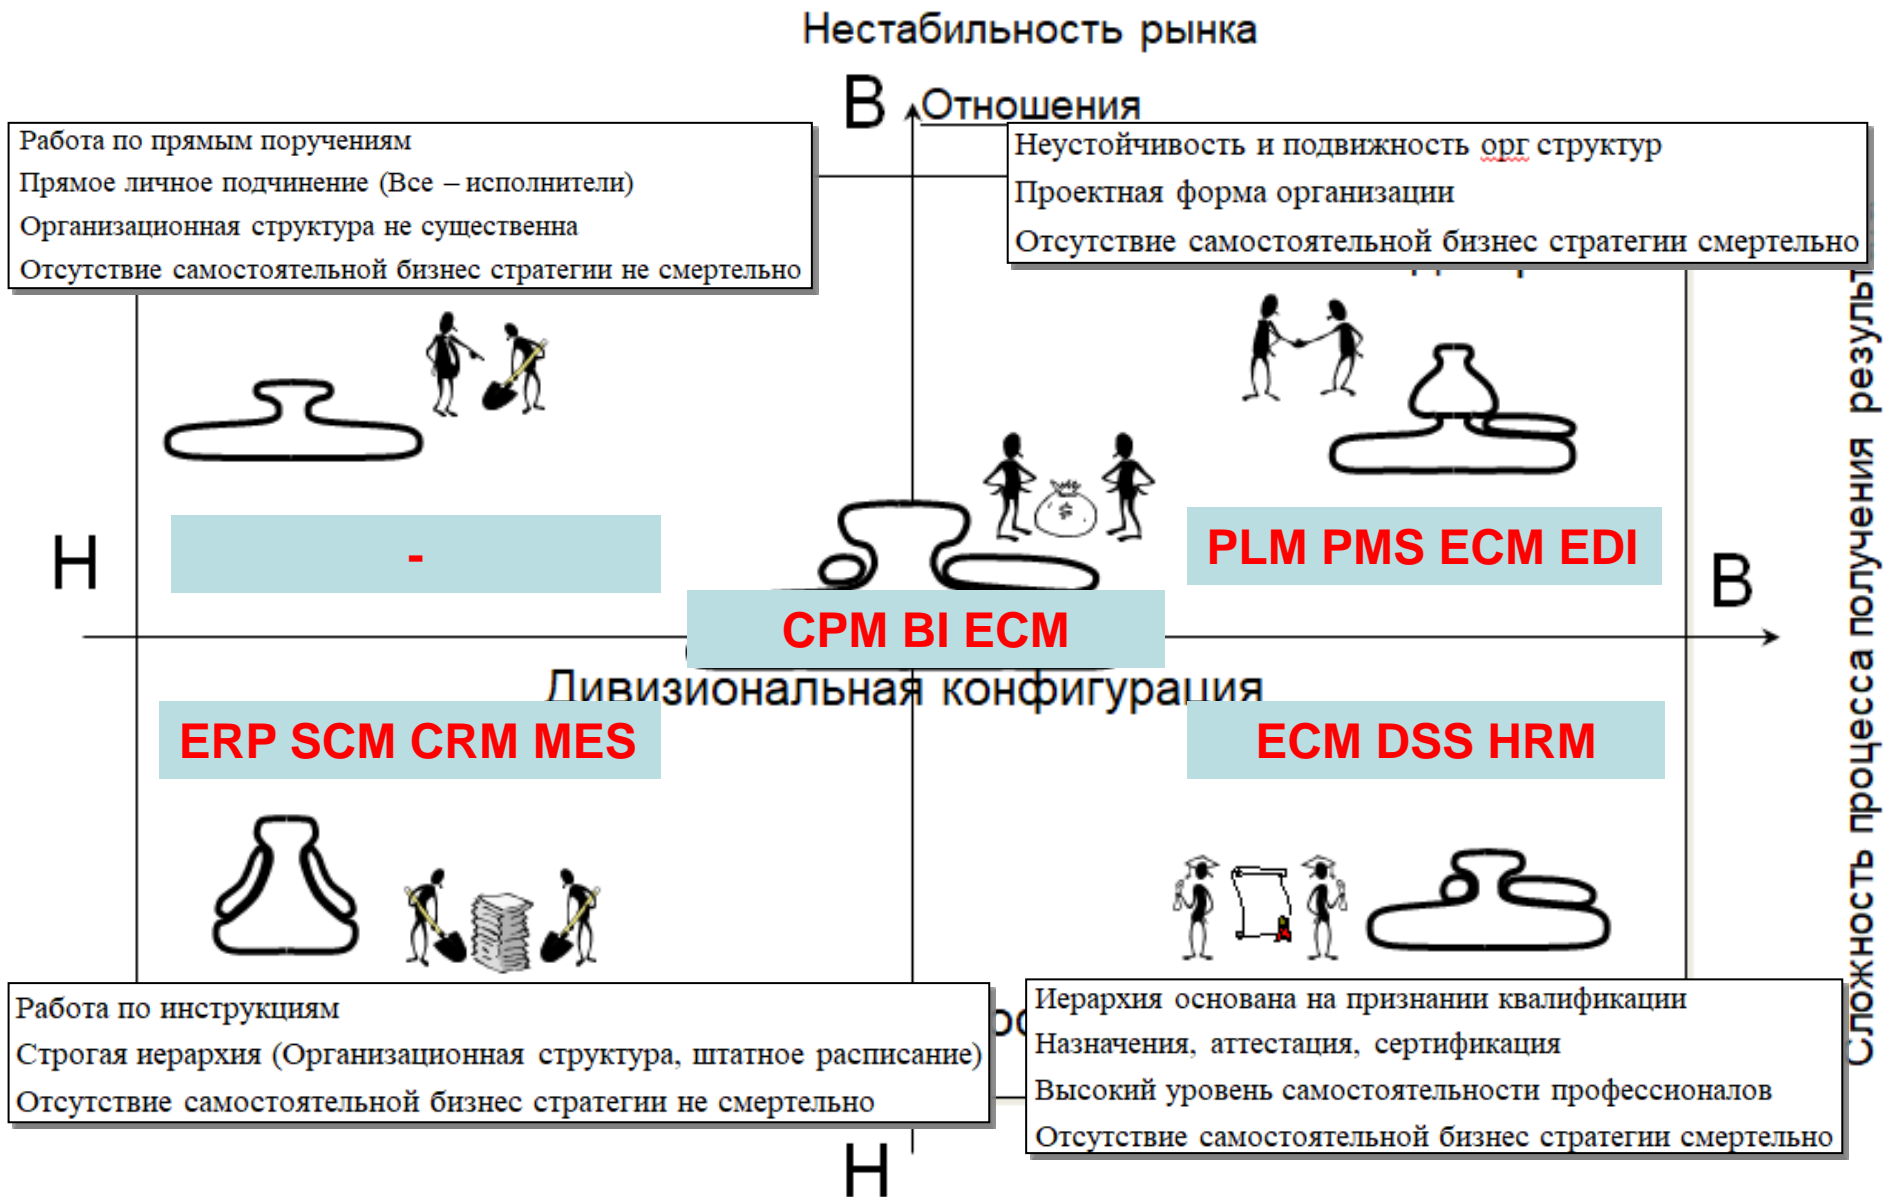 Нестабильность рынка
В
Отношения
Работа по прямым поручениям
Прямое личное подчинение (Все – исполнители)
Организационная структура не существенна
Отсутствие самостоятельной бизнес стратегии не смертельно
Неустойчивость и подвижность орг структур
Проектная форма организации
Отсутствие самостоятельной бизнес стратегии смертельно
Н
-
PLM PMS ECM EDI
В
CPM BI ECM
Дивизиональная конфигурация
ERP SCM CRM MES
ECM DSS HRM
$
Сложность процесса получения
Работа по инструкциям
Строгая иерархия (Организационная структура, штатное расписание)
Отсутствие самостоятельной бизнес стратегии не смертельно
Иерархия основана на признании квалификации
Назначения, аттестация, сертификация
Высокий уровень самостоятельности профессионалов
Отсутствие самостоятельной бизнес стратегии смертельно
Н